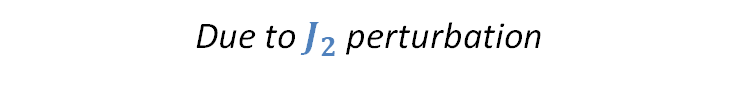 Due to J₂ perturbation